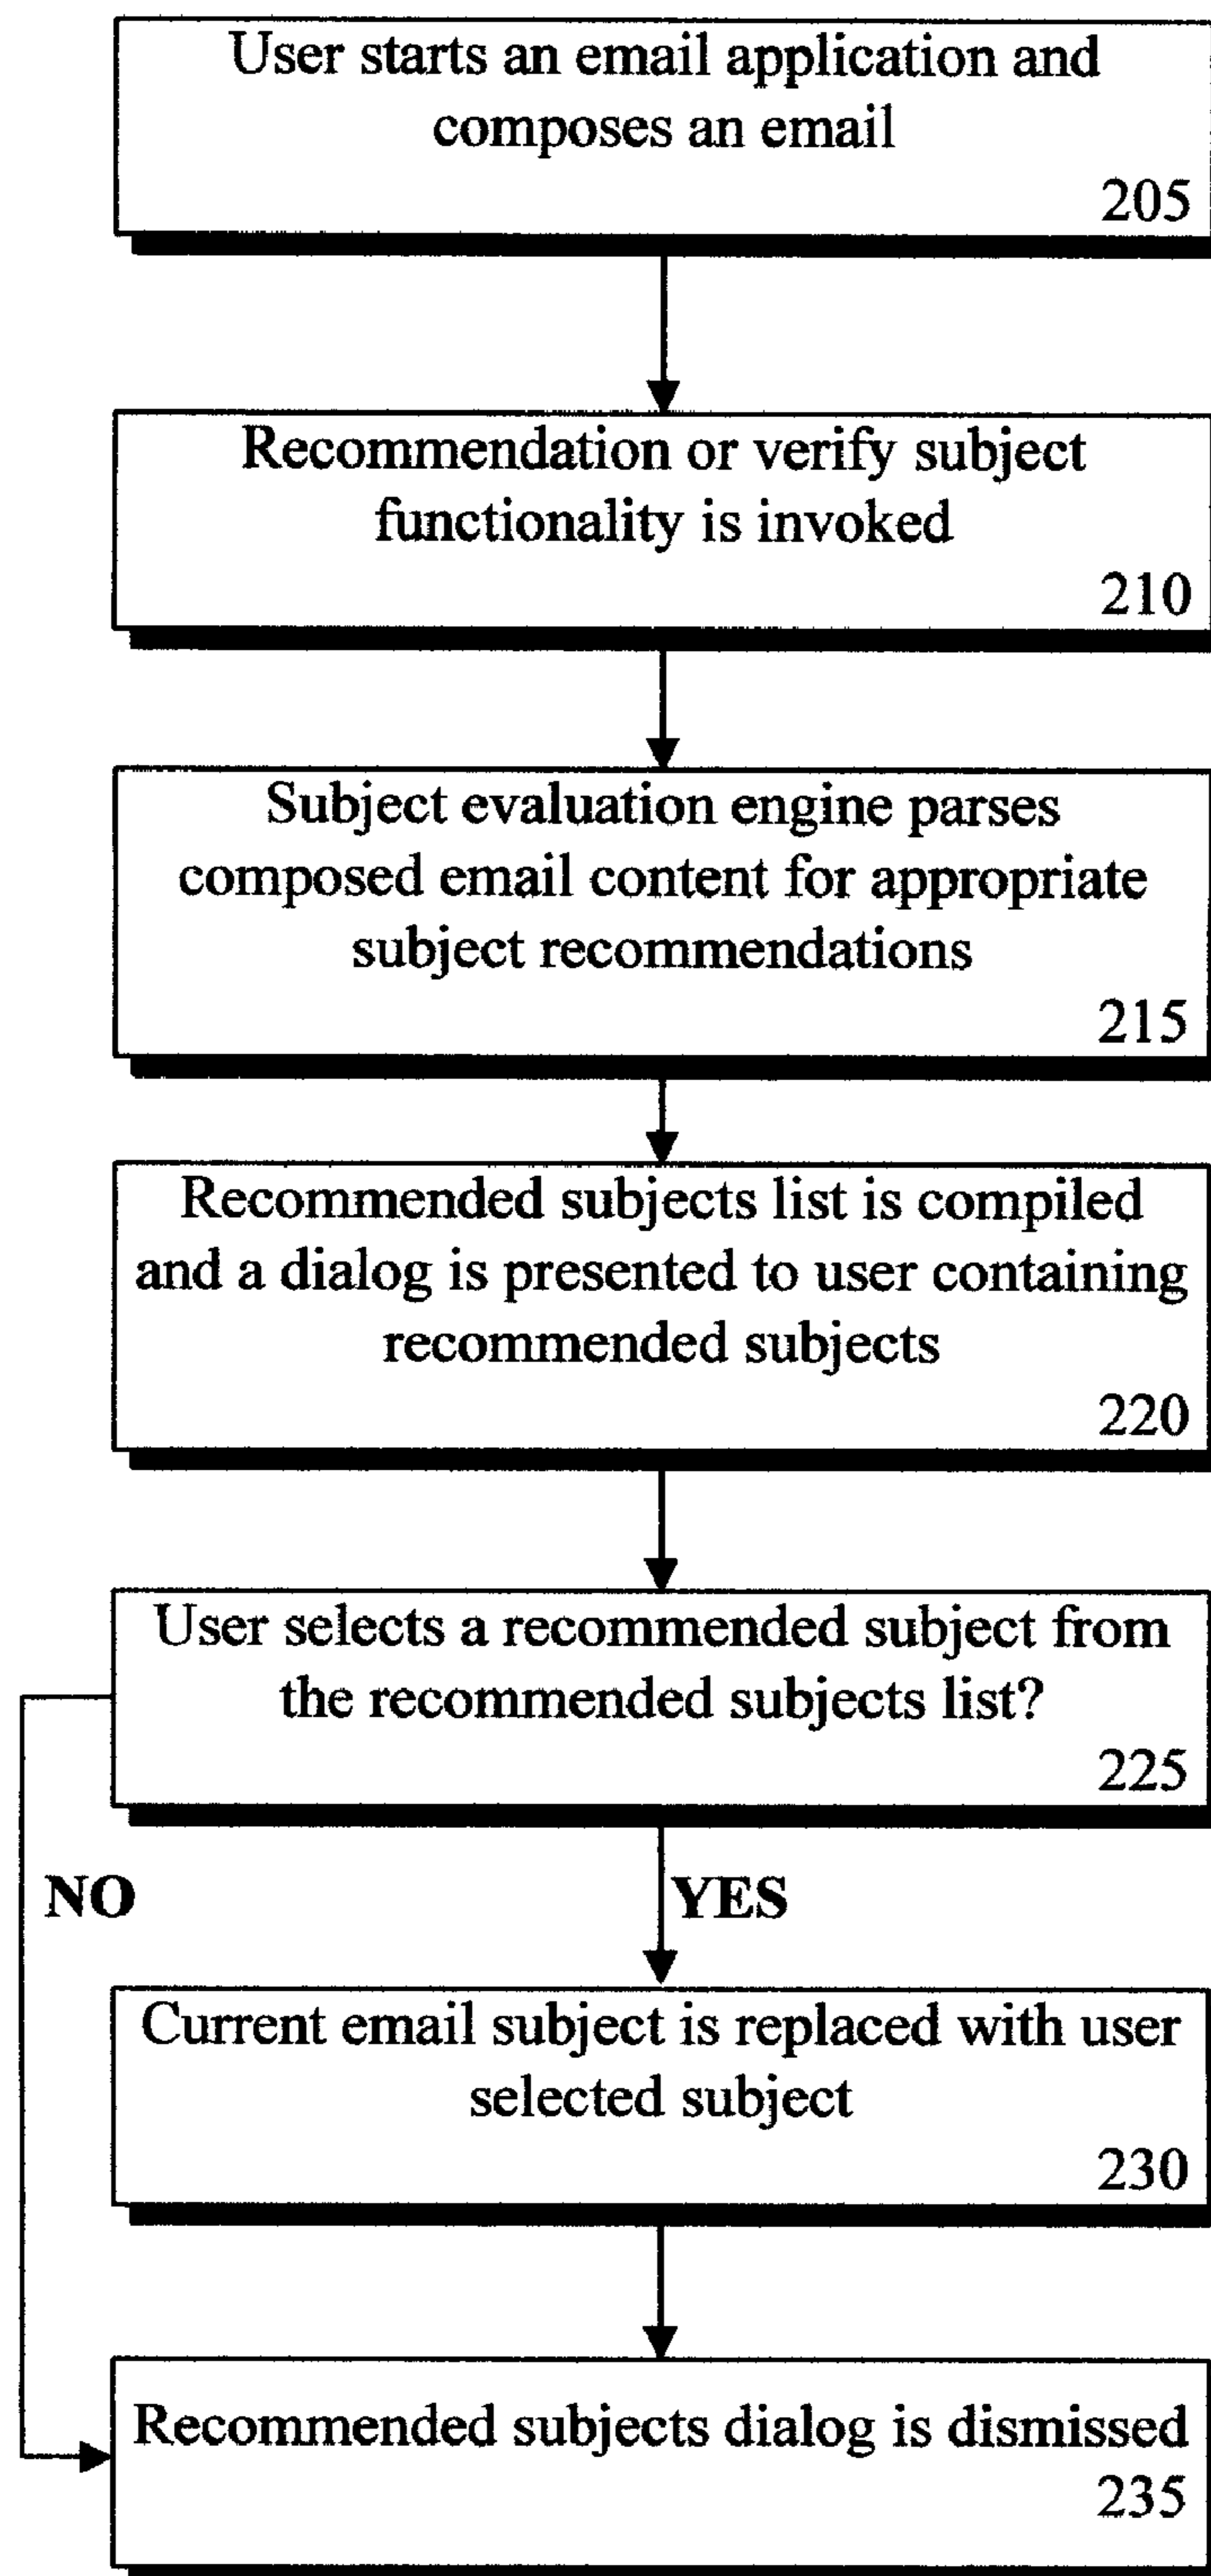 User starts an email application and
composes an email
205
Recommendation or verify subject
functionality is invoked
210
Subject evaluation engine parses
composed email content for appropriate
subject recommendations
215
Recommended subjects list is compiled
and a dialog is presented to user containing
recommended subjects
220
User selects a recommended subject from
the recommended subjects list?
225
NO
YES
Current email subject is replaced with user
selected subject
230
Recommended subjects dialog is dismissed
235